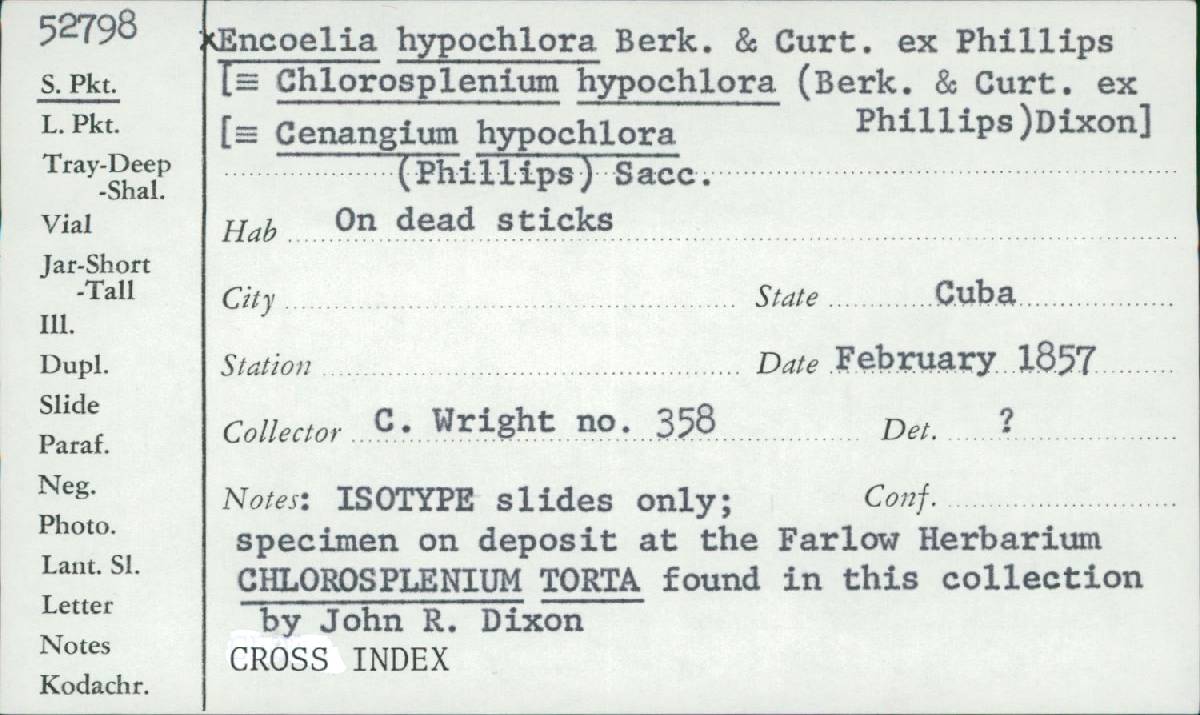 52798
S. Pkt.
L. Pkt.
Tray-Deep
-Shal.
Vial
Jar-Short
-Tall
Ill.
Dupl.
Slide
Paraf.
Neg.
Photo.
Lant. Sl.
Letter
Notes
Kodachr.
xEncoelia hypochlora Berk. & Curt. ex Phillips
[≡ Chlorosplenium hypochlora (Berk. & Curt. ex
Phillips)Dixon]
[≡ Cenangium hypochlora
(Phillips) Sacc.
Hab On dead sticks
City State Cuba
Station Date February 1857
Collector C. Wright no. 358 Det. ?
Notes: ISOTYPE slides only; Conf.
specimen on deposit at the Farlow Herbarium
CHLOROSPLENIUM TORTA found in this collection
by John R. Dixon
CROSS INDEX